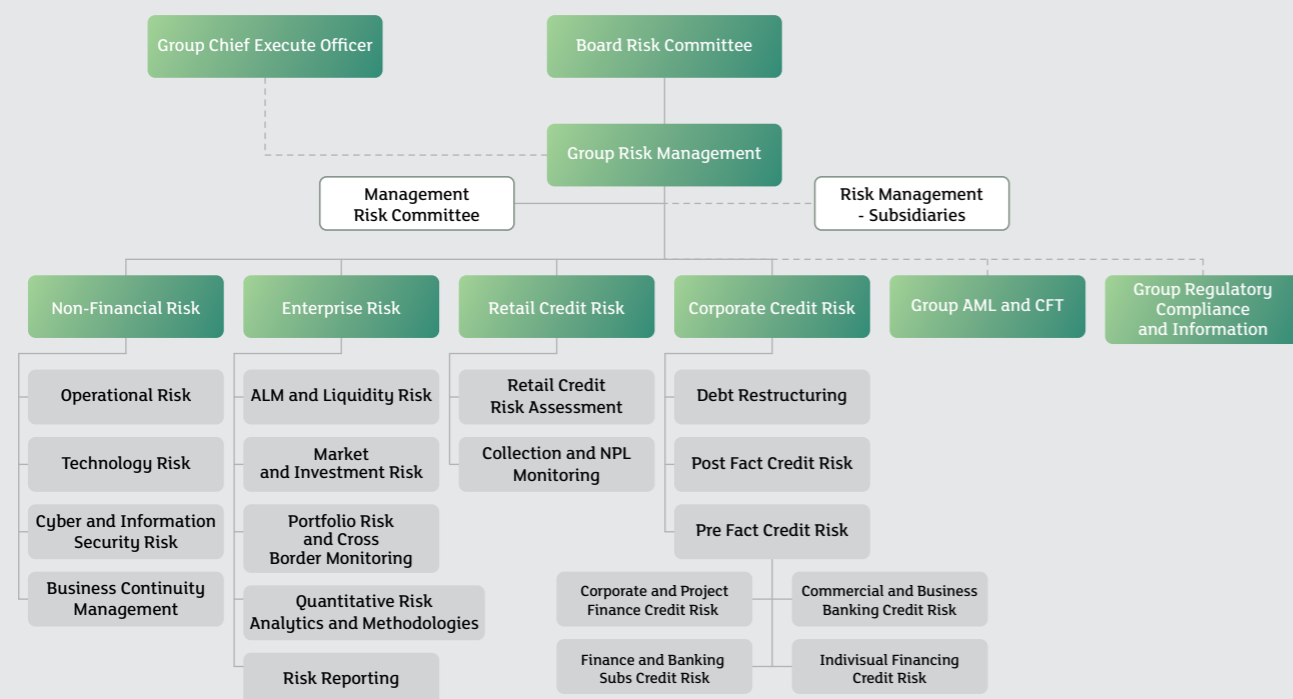 Group Chief Execute Officer
Board Risk Committee
Group Risk Management
Management
Risk Committee
Risk Management
- Subsidiaries
Non-Financial Risk
Enterprise Risk
Retail Credit Risk
Corporate Credit Risk
Group AML and CFT
Group Regulatory
Compliance
and Information
Operational Risk
Technology Risk
Cyber and Information
Security Risk
Business Continuity
Management
ALM and Liquidity Risk
Market
and Investment Risk
Portfolio Risk
and Cross
Border Monitoring
Quantitative Risk
Analytics and Methodologies
Risk Reporting
Retail Credit
Risk Assessment
Collection and NPL
Monitoring
Debt Restructuring
Post Fact Credit Risk
Pre Fact Credit Risk
Corporate and Project
Finance Credit Risk
Commercial and Business
Banking Credit Risk
Finance and Banking
Subs Credit Risk
Indivisual Financing
Credit Risk